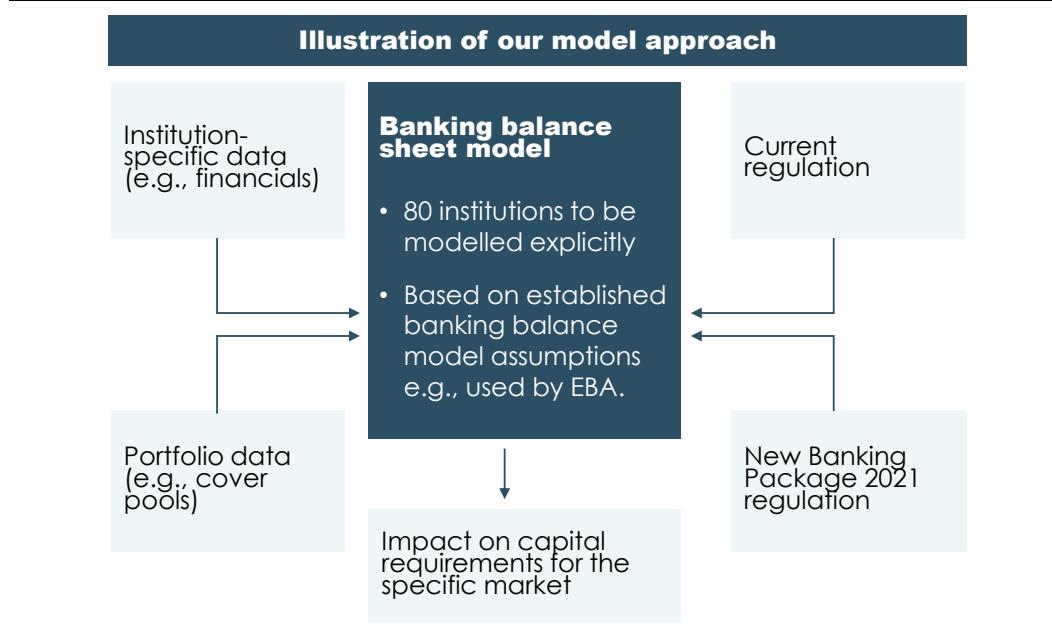 Illustration of our model approach
Institution-
specific data
(e.g., financials)
Banking balance
sheet model
• 80 institutions to be
modelled explicitly
• Based on established
banking balance
model assumptions
e.g., used by EBA.
Current
regulation
Portfolio data
(e.g., cover
pools)
New Banking
Package 2021
regulation
Impact on capital
requirements for the
specific market